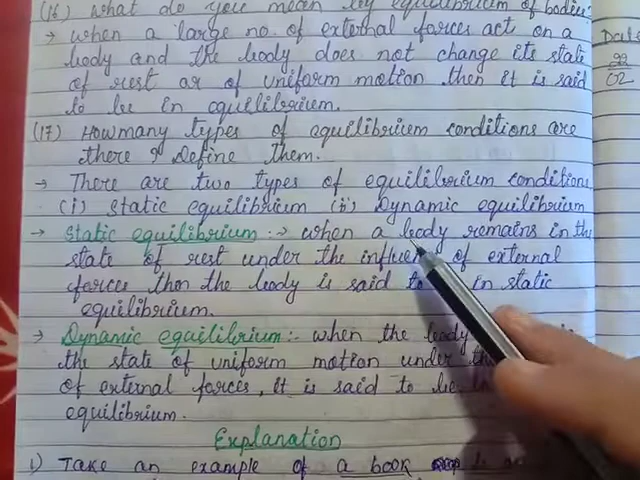 (16) What do you mean by equilibrium of bodies
→ when a large no. of external forces act on a
body and the body does not change its state
of rest or of uniform motion then it is said
to be in equilibrium.
(17) How many types of equilibrium conditions are
there & Define them.
→ There are two types of equilibrium conditions
(i) static equilibrium (ii) Dynamic equilibrium
→ static equilibrium :→ when a body remains in the
state of rest under the influen of external
forces then the body is said to in static
equilibrium.
→ Dynamic equilibrium :- when the body
the state of uniform motion under
of external forces, it is said to be
equilibrium.
Explanation
1) Take an example of a book
Date
02